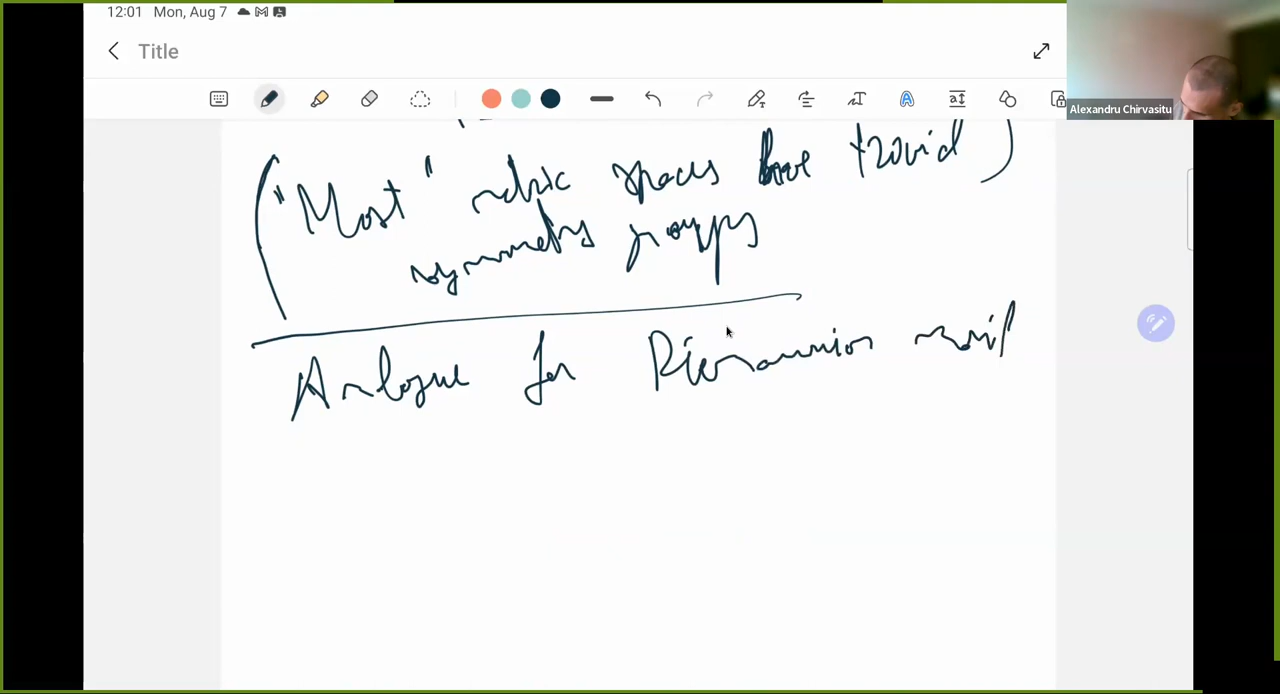 12:01 Mon, Aug 7
Title
Alexandru Chirvasitu
("Most" metric spaces have trivial)
symmetry groups
Analogue for Riemannian manif